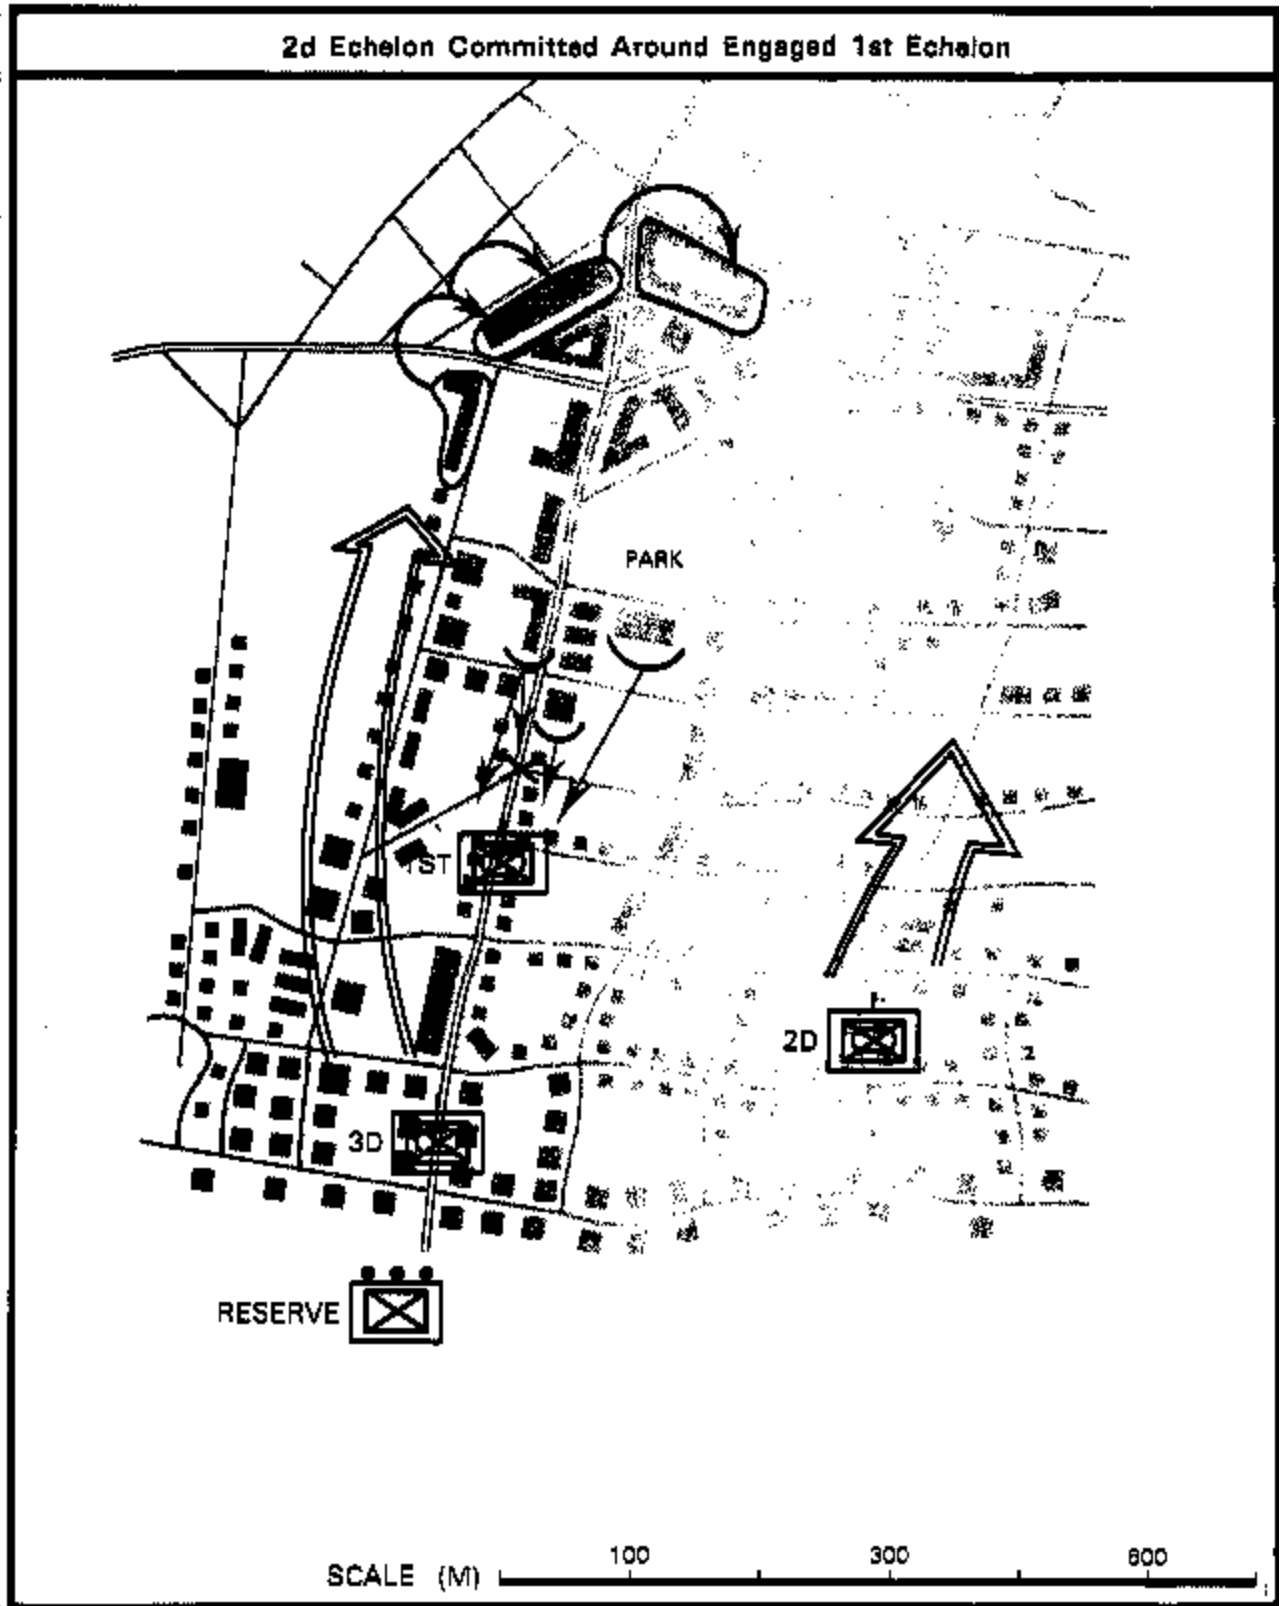 2d Echelon Committed Around Engaged 1st Echelon
PARK
1ST
2D
3D
RESERVE
100 300 600
SCALE (M)